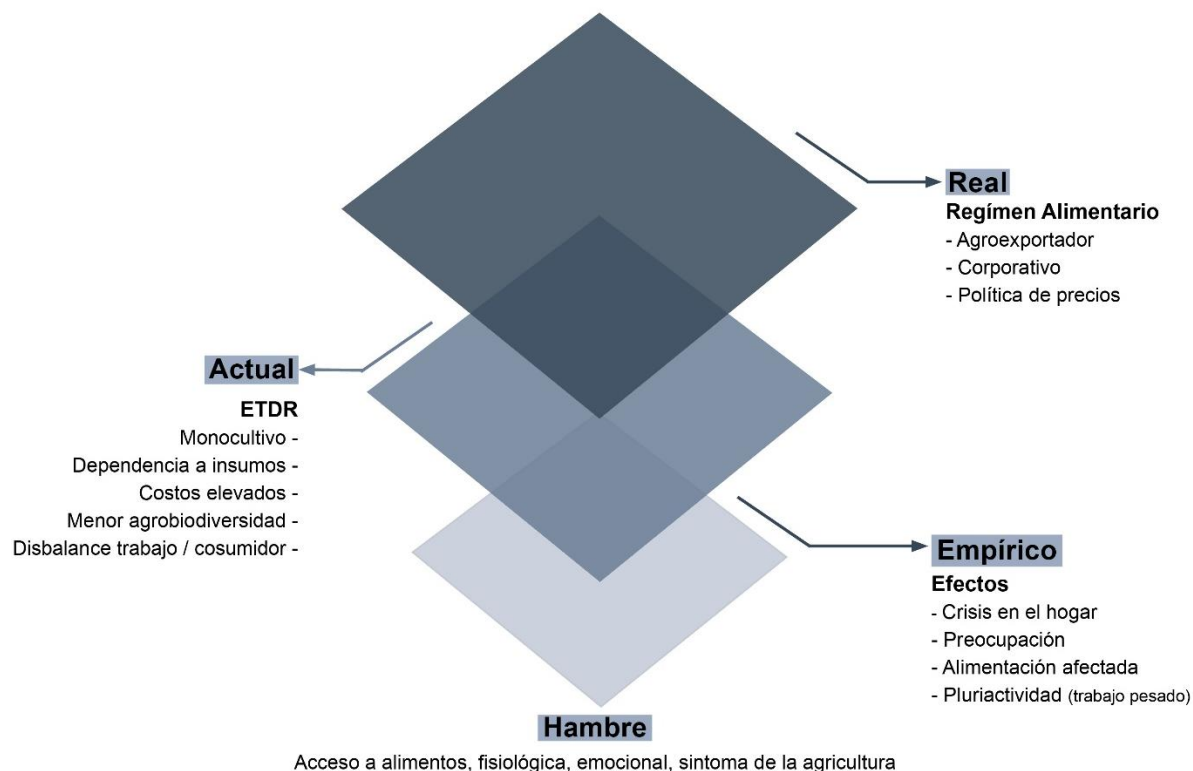 Real
Regímen Alimentario
- Agroexportador
- Corporativo
- Política de precios
Actual
ETDR
Monocultivo -
Dependencia a insumos -
Costos elevados -
Menor agrobiodiversidad -
Disbalance trabajo / cosumidor -
Empírico
Efectos
- Crisis en el hogar
- Preocupación
- Alimentación afectada
- Pluriactividad (trabajo pesado)
Hambre
Acceso a alimentos, fisiológica, emocional, sintoma de la agricultura